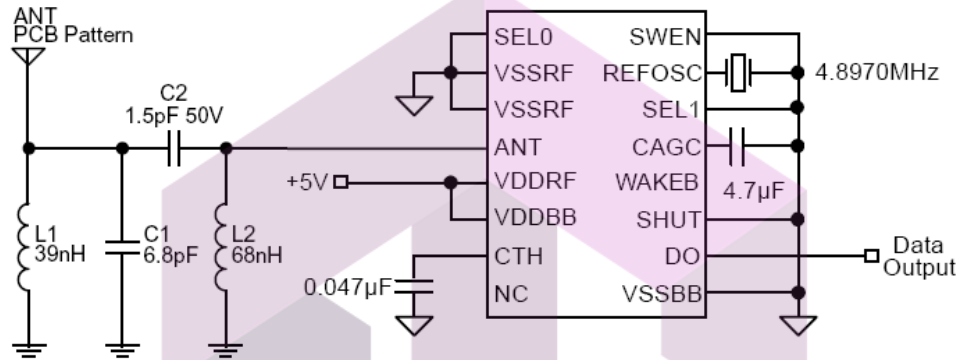 ANT
PCB Pattern
C2
1.5pF 50V
L1
39nH
C1
6.8pF
L2
68nH
+5V
0.047µF
SEL0
VSSRF
VSSRF
ANT
VDDRF
VDDBB
CTH
NC
SWEN
REFOSC
SEL1
CAGC
WAKEB
SHUT
DO
VSSBB
4.8970MHz
4.7µF
Data
Output